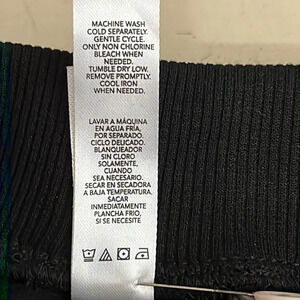 MACHINE WASH
COLD SEPARATELY.
GENTLE CYCLE.
ONLY NON CHLORINE
BLEACH WHEN
NEEDED.
TUMBLE DRY LOW.
REMOVE PROMPTLY.
COOL IRON
WHEN NEEDED.
LAVAR A MÁQUINA
EN AGUA FRÍA,
POR SEPARADO.
CICLO DELICADO.
BLANQUEADOR
SIN CLORO
SOLAMENTE,
CUANDO
SEA NECESARIO.
SECAR EN SECADORA
A BAJA TEMPERATURA.
SACAR
INMEDIATAMENTE
PLANCHA FRÍO.
SI SE NECESITA